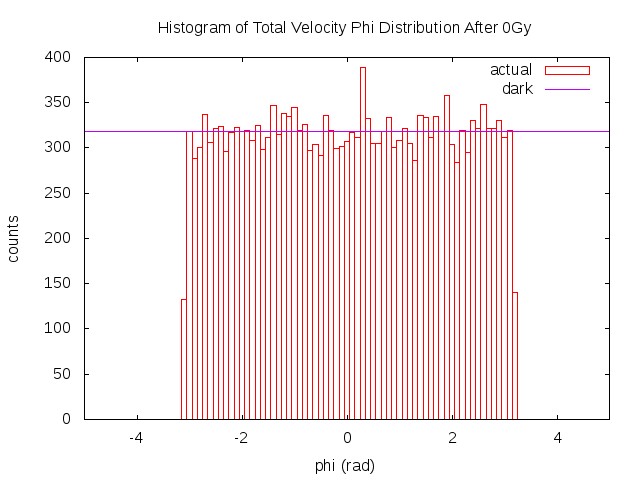 Histogram of Total Velocity Phi Distribution After 0Gy
400
350
300
250
200
150
100
50
0
counts
actual
dark
-4 -2 0 2 4
phi (rad)